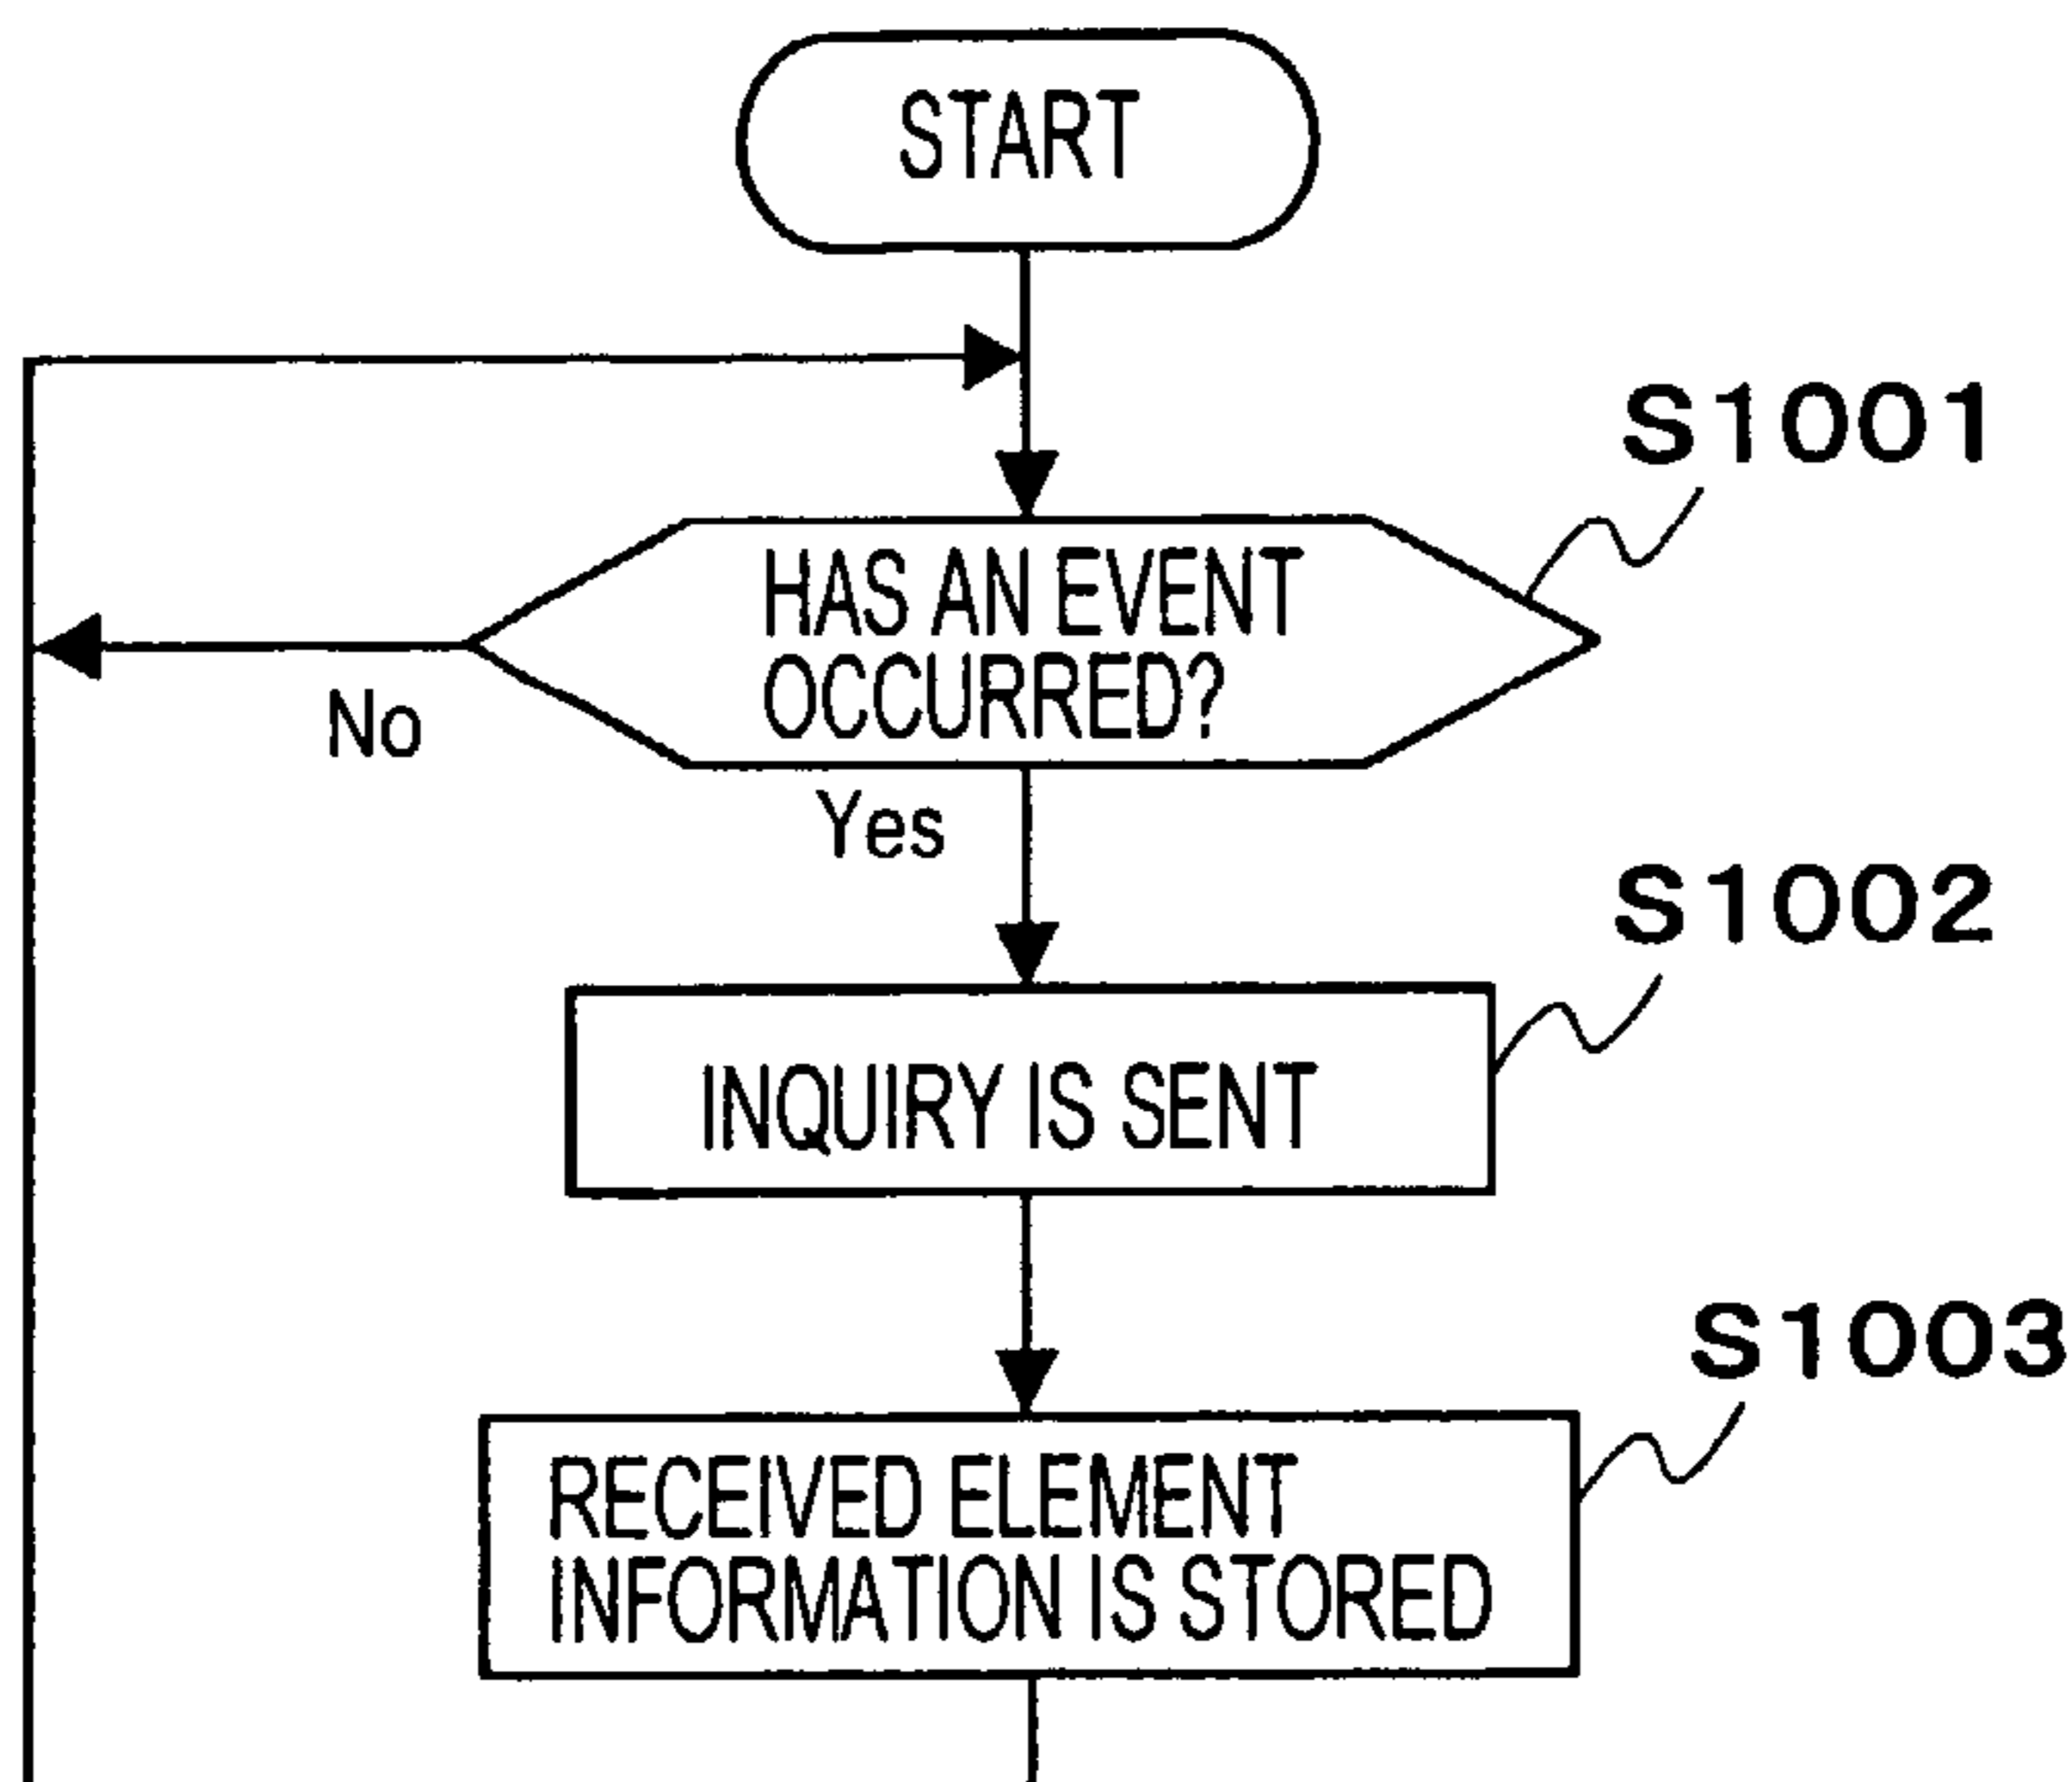 START
S1001
HAS AN EVENT
OCCURRED?
No
Yes
S1002
INQUIRY IS SENT
S1003
RECEIVED ELEMENT
INFORMATION IS STORED